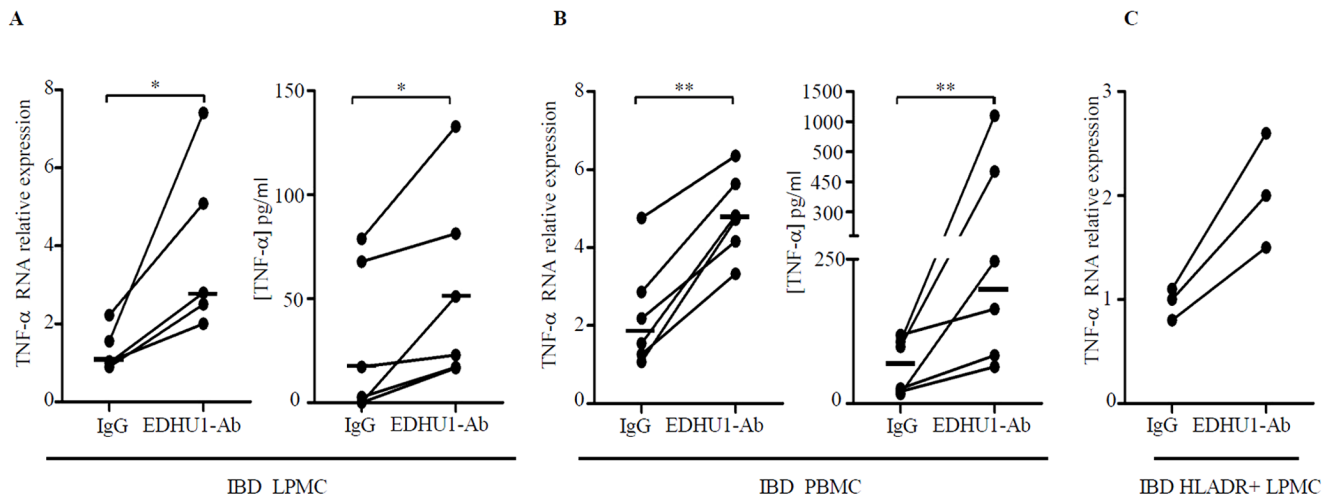 A
B
C
TNF-α RNA relative expression
8
6
4
2
0
*
IgG EDHU1-Ab
[TNF-α] pg/ml
150
100
50
0
*
IgG EDHU1-Ab
IBD LPMC
TNF-α RNA relative expression
8
6
4
2
0
**
IgG EDHU1-Ab
[TNF-α] pg/ml
1500
1000
500
450
300
250
0
**
IgG EDHU1-Ab
IBD PBMC
TNF-α RNA relative expression
3
2
1
0
IgG EDHU1-Ab
IBD HLADR+ LPMC